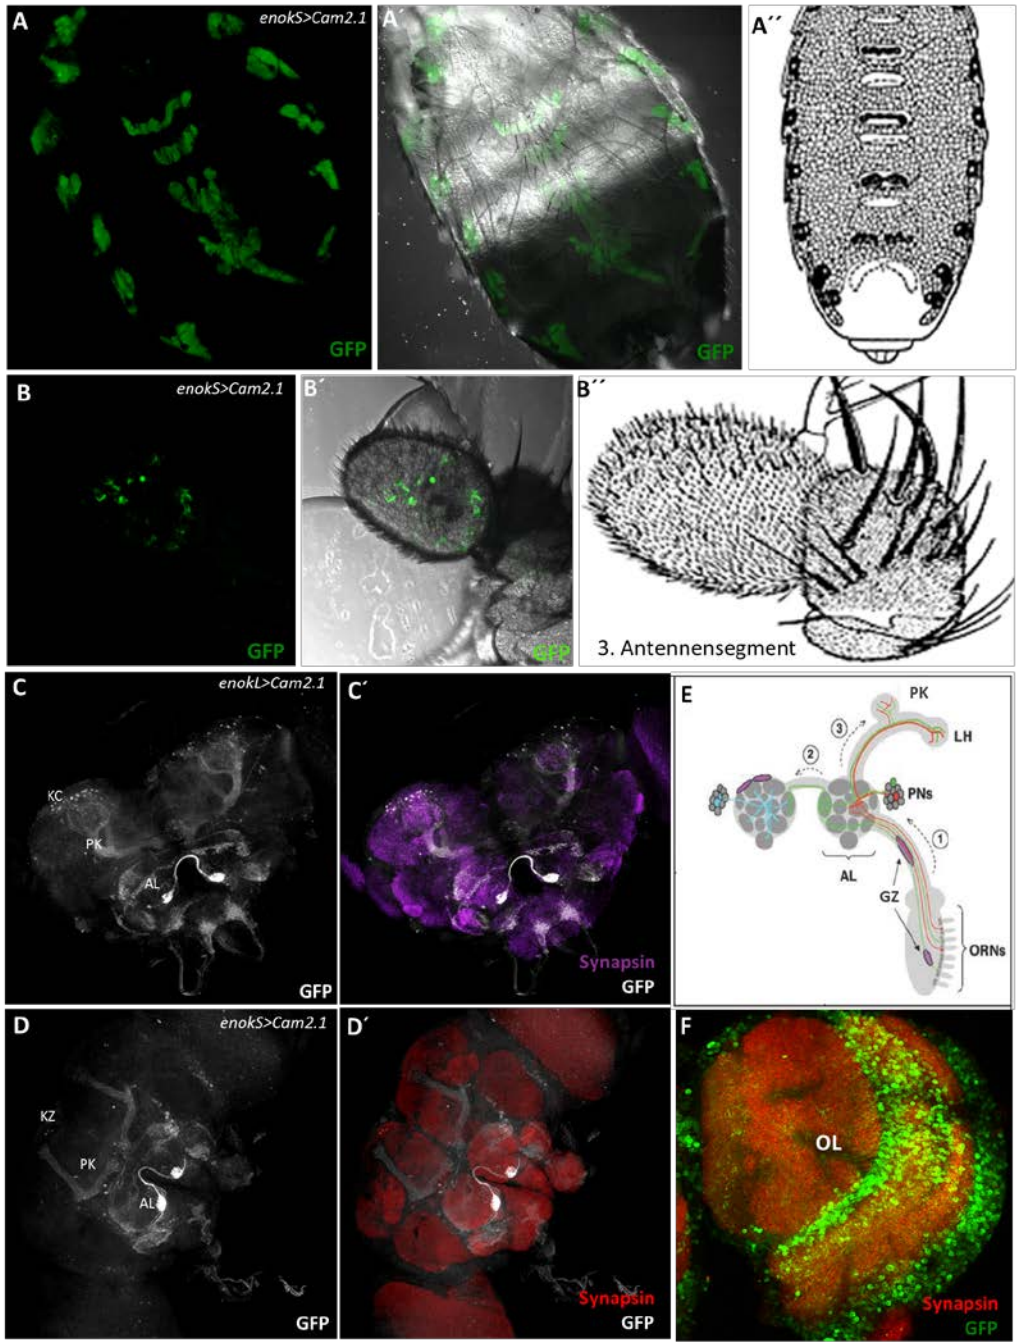 A
enokS>Cam2.1
GFP
A´
GFP
A´´
B
enokS>Cam2.1
GFP
B´
GFP
B´´
3. Antennensegment
C
enokL>Cam2.1
KC
PK
AL
GFP
C´
Synapsin
GFP
E
PK
LH
3
2
PNs
1
AL
GZ
ORNs
D
enokS>Cam2.1
KZ
PK
AL
GFP
D´
Synapsin
GFP
F
OL
Synapsin
GFP